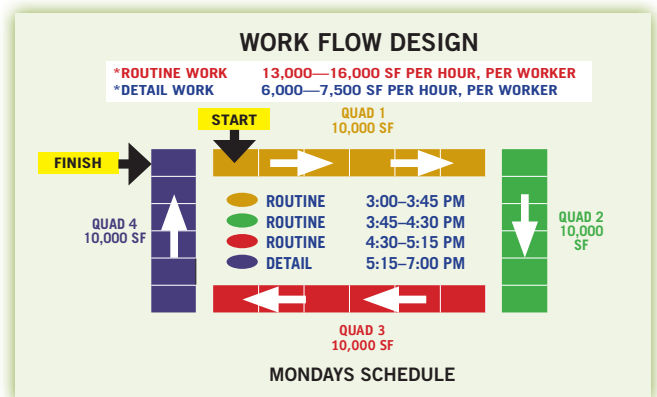 WORK FLOW DESIGN
*ROUTINE WORK 13,000—16,000 SF PER HOUR, PER WORKER
*DETAIL WORK 6,000—7,500 SF PER HOUR, PER WORKER
START
QUAD 1
10,000 SF
FINISH
QUAD 4
10,000 SF
ROUTINE 3:00–3:45 PM
ROUTINE 3:45–4:30 PM
ROUTINE 4:30–5:15 PM
DETAIL 5:15–7:00 PM
QUAD 2
10,000
SF
QUAD 3
10,000 SF
MONDAYS SCHEDULE